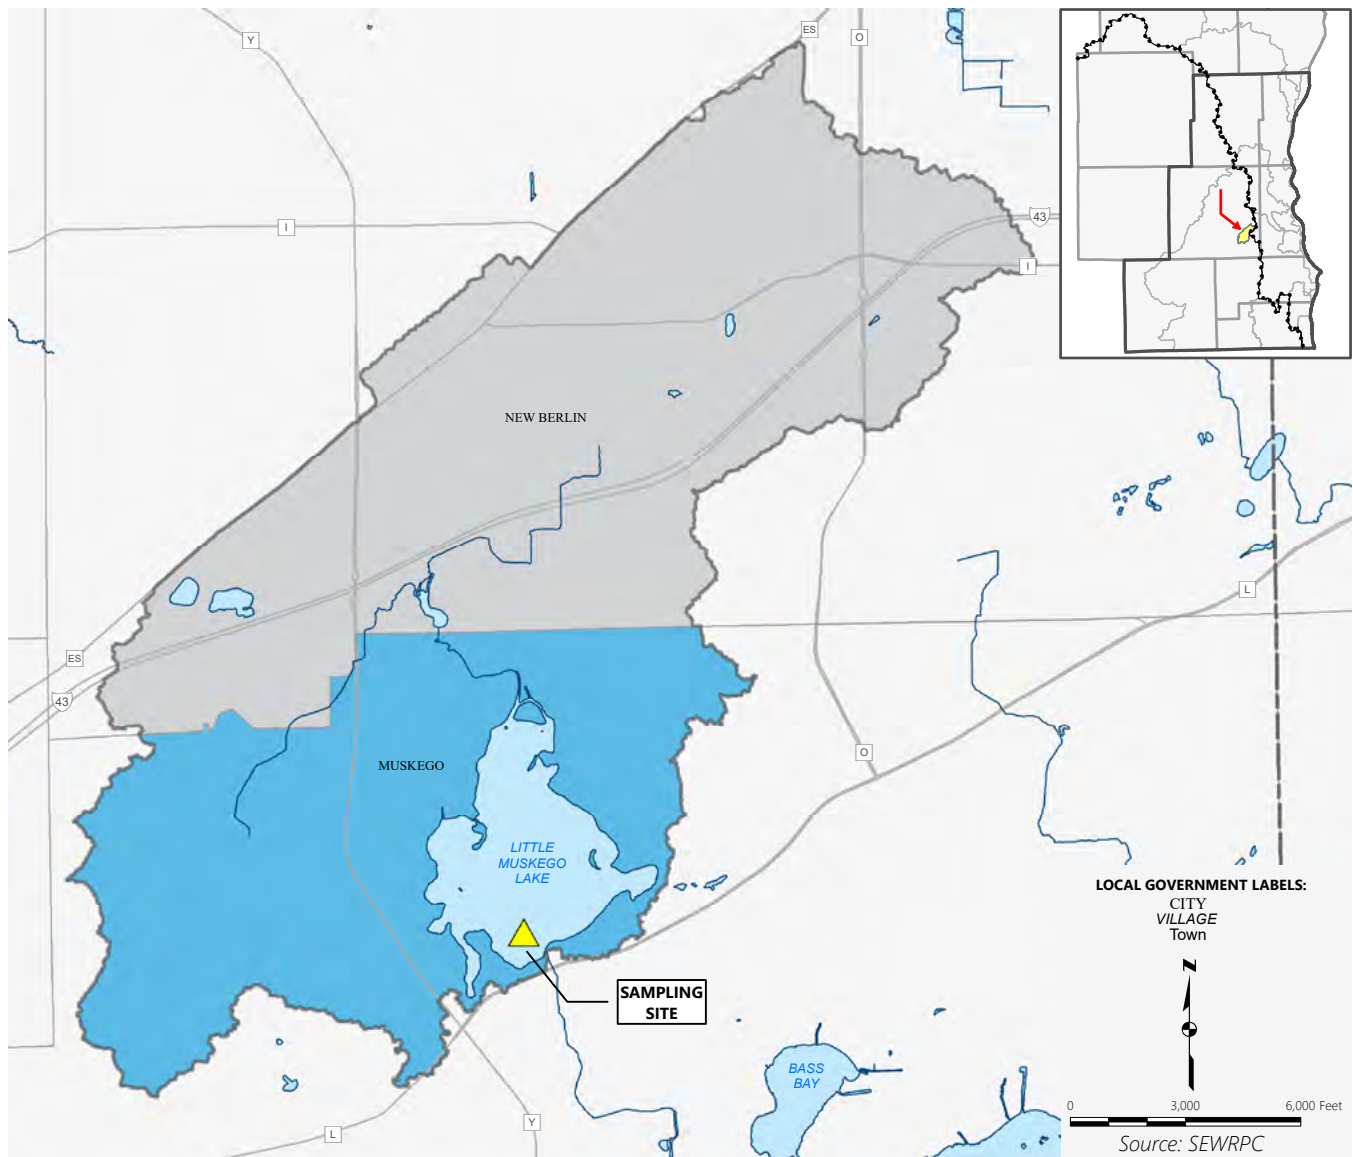 ES
O
Y
43
I
I
NEW BERLIN
L
ES
43
O
MUSKEGO
LITTLE
MUSKEGO
LAKE
SAMPLING
SITE
BASS
BAY
Y
L
LOCAL GOVERNMENT LABELS:
CITY
VILLAGE
Town
N
0 3,000 6,000 Feet
Source: SEWRPC